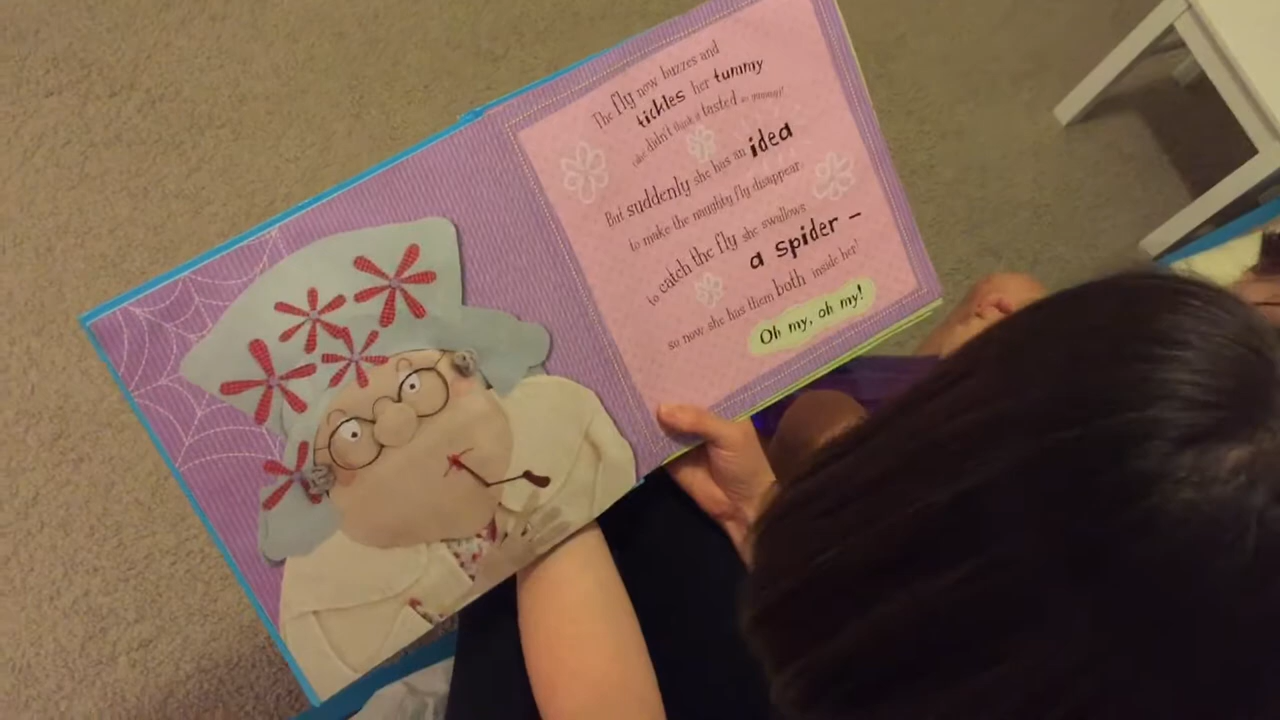 The fly now buzzes and
tickles her tummy
(she didn't think it tasted so yummy)!
But suddenly she has an idea
to make the naughty fly disappear.
to catch the fly she swallows
a spider –
so now she has them both inside her!
Oh my, oh my!